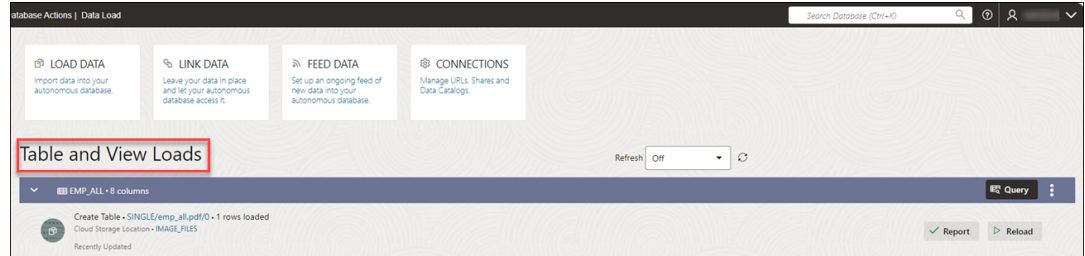 atabase Actions | Data Load
Search Database (Ctrl+K)
LOAD DATA
Import data into your
autonomous database.
LINK DATA
Leave your data in place
and let your autonomous
database access it.
FEED DATA
Set up an ongoing feed of
new data into your
autonomous database.
CONNECTIONS
Manage URLs, Shares and
Data Catalogs.
Table and View Loads
Refresh Off
EMP_ALL • 8 columns
Query
Create Table • SINGLE/emp_all.pdf/0 • 1 rows loaded
Cloud Storage Location • IMAGE_FILES
Recently Updated
Report
Reload